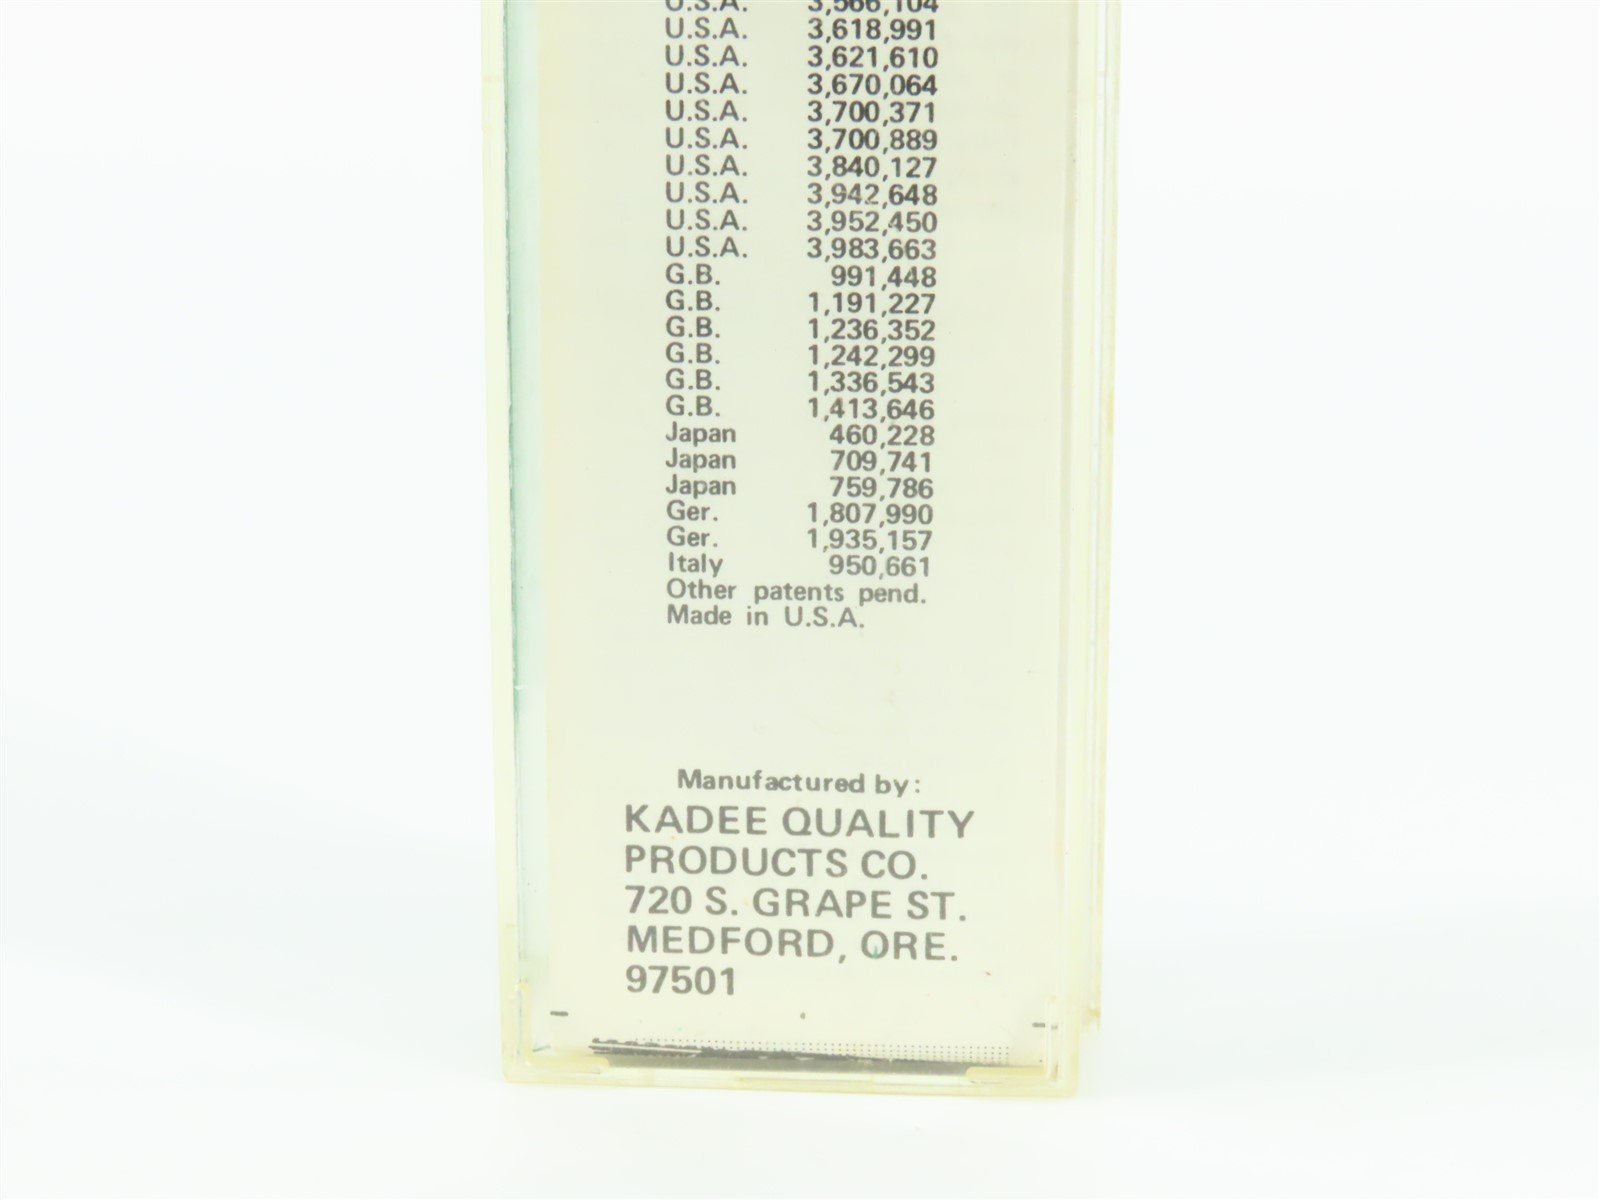 U.S.A. 3,566,104
U.S.A. 3,618,991
U.S.A. 3,621,610
U.S.A. 3,670,064
U.S.A. 3,700,371
U.S.A. 3,700,889
U.S.A. 3,840,127
U.S.A. 3,942,648
U.S.A. 3,952,450
U.S.A. 3,983,663
G.B. 991,448
G.B. 1,191,227
G.B. 1,236,352
G.B. 1,242,299
G.B. 1,336,543
G.B. 1,413,646
Japan 460,228
Japan 709,741
Japan 759,786
Ger. 1,807,990
Ger. 1,935,157
Italy 950,661
Other patents pend.
Made in U.S.A.
Manufactured by:
KADEE QUALITY
PRODUCTS CO.
720 S. GRAPE ST.
MEDFORD, ORE.
97501